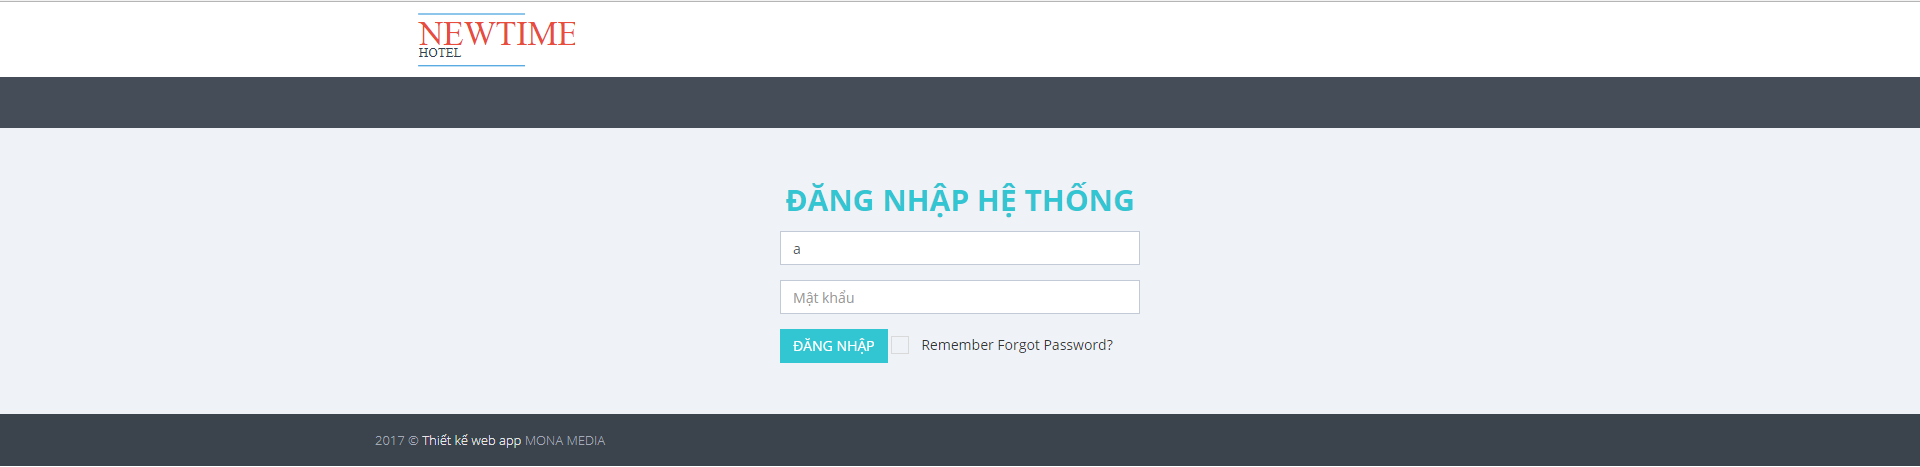 NEWTIME
HOTEL
ĐĂNG NHẬP HỆ THỐNG
a
Mật khẩu
ĐĂNG NHẬP Remember Forgot Password?
2017 © Thiết kế web app MONA MEDIA